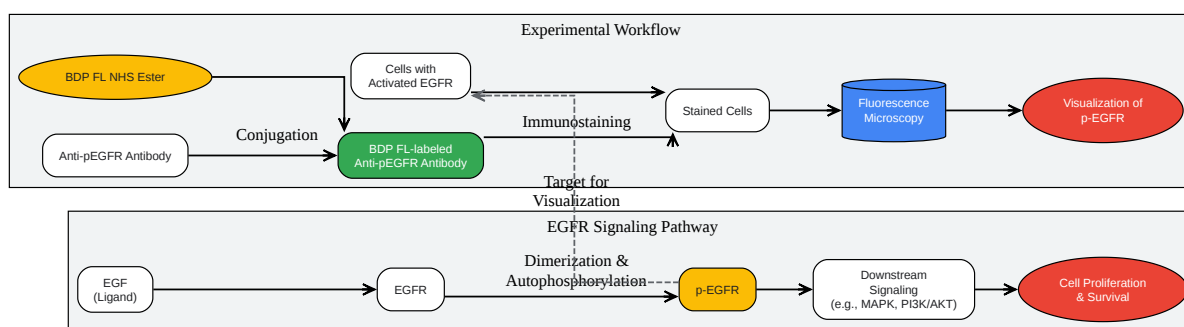 Experimental Workflow
BDP FL NHS Ester
Cells with
Activated EGFR
Stained Cells
Fluorescence
Microscopy
Visualization of
p-EGFR
Conjugation
Immunostaining
Anti-pEGFR Antibody
BDP FL-labeled
Anti-pEGFR Antibody
Target for
Visualization
EGFR Signaling Pathway
Dimerization &
Autophosphorylation
EGF
(Ligand)
EGFR
p-EGFR
Downstream
Signaling
(e.g., MAPK, PI3K/AKT)
Cell Proliferation
& Survival